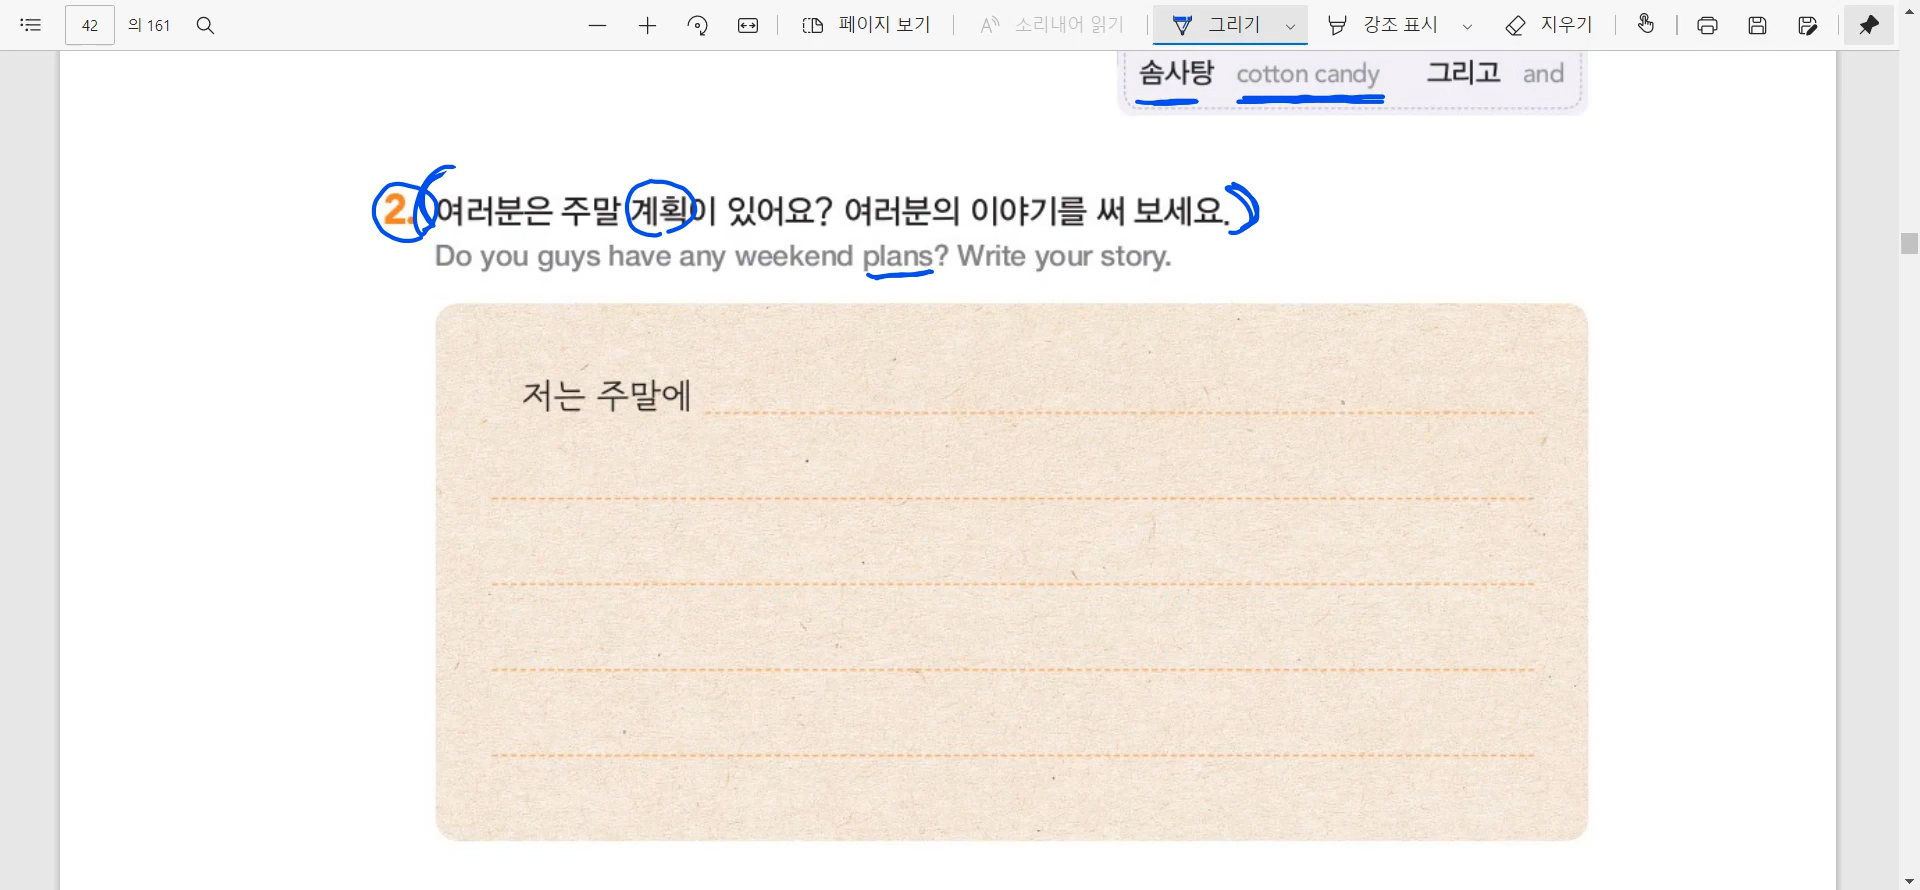 42 의 161 페이지 보기 소리내어 읽기 그리기 강조 표시 지우기
솜사탕 cotton candy 그리고 and
2. 여러분은 주말 계획이 있어요? 여러분의 이야기를 써 보세요.
Do you guys have any weekend plans? Write your story.
저는 주말에